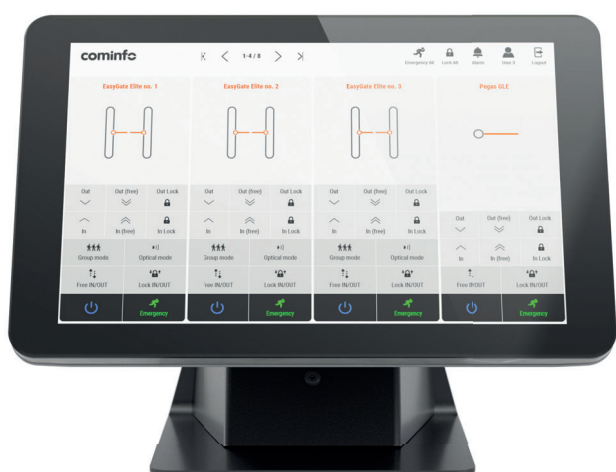 cominfo
1-4 / 8
Emergency All Lock All Alarm User 3 Logout
EasyGate Elite no. 1 EasyGate Elite no. 2 EasyGate Elite no. 3 Pegas GLE
Out Out (free) Out Lock Out Out (free) Out Lock Out Out (free) Out Lock
In In (free) In Lock In In (free) In Lock In In (free) In Lock
Out Out (free) Out Lock
Group mode Optical mode Group mode Optical mode Group mode Optical mode
In In (free) In Lock
Free IN/OUT Lock IN/OUT Free IN/OUT Lock IN/OUT Free IN/OUT Lock IN/OUT Free IN/OUT Lock IN/OUT
Emergency Emergency Emergency Emergency